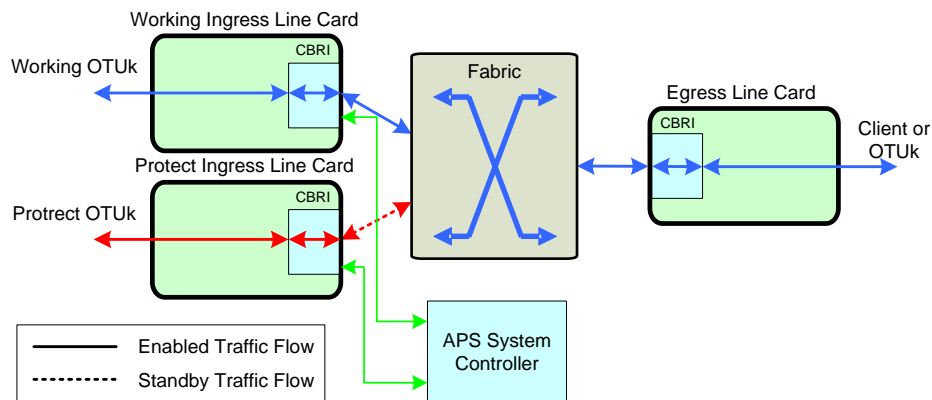 Working Ingress Line Card
CBRI
Working OTUk
Fabric
Egress Line Card
CBRI
Client or
OTUk
Protect Ingress Line Card
CBRI
Protrect OTUk
APS System
Controller
Enabled Traffic Flow
Standby Traffic Flow